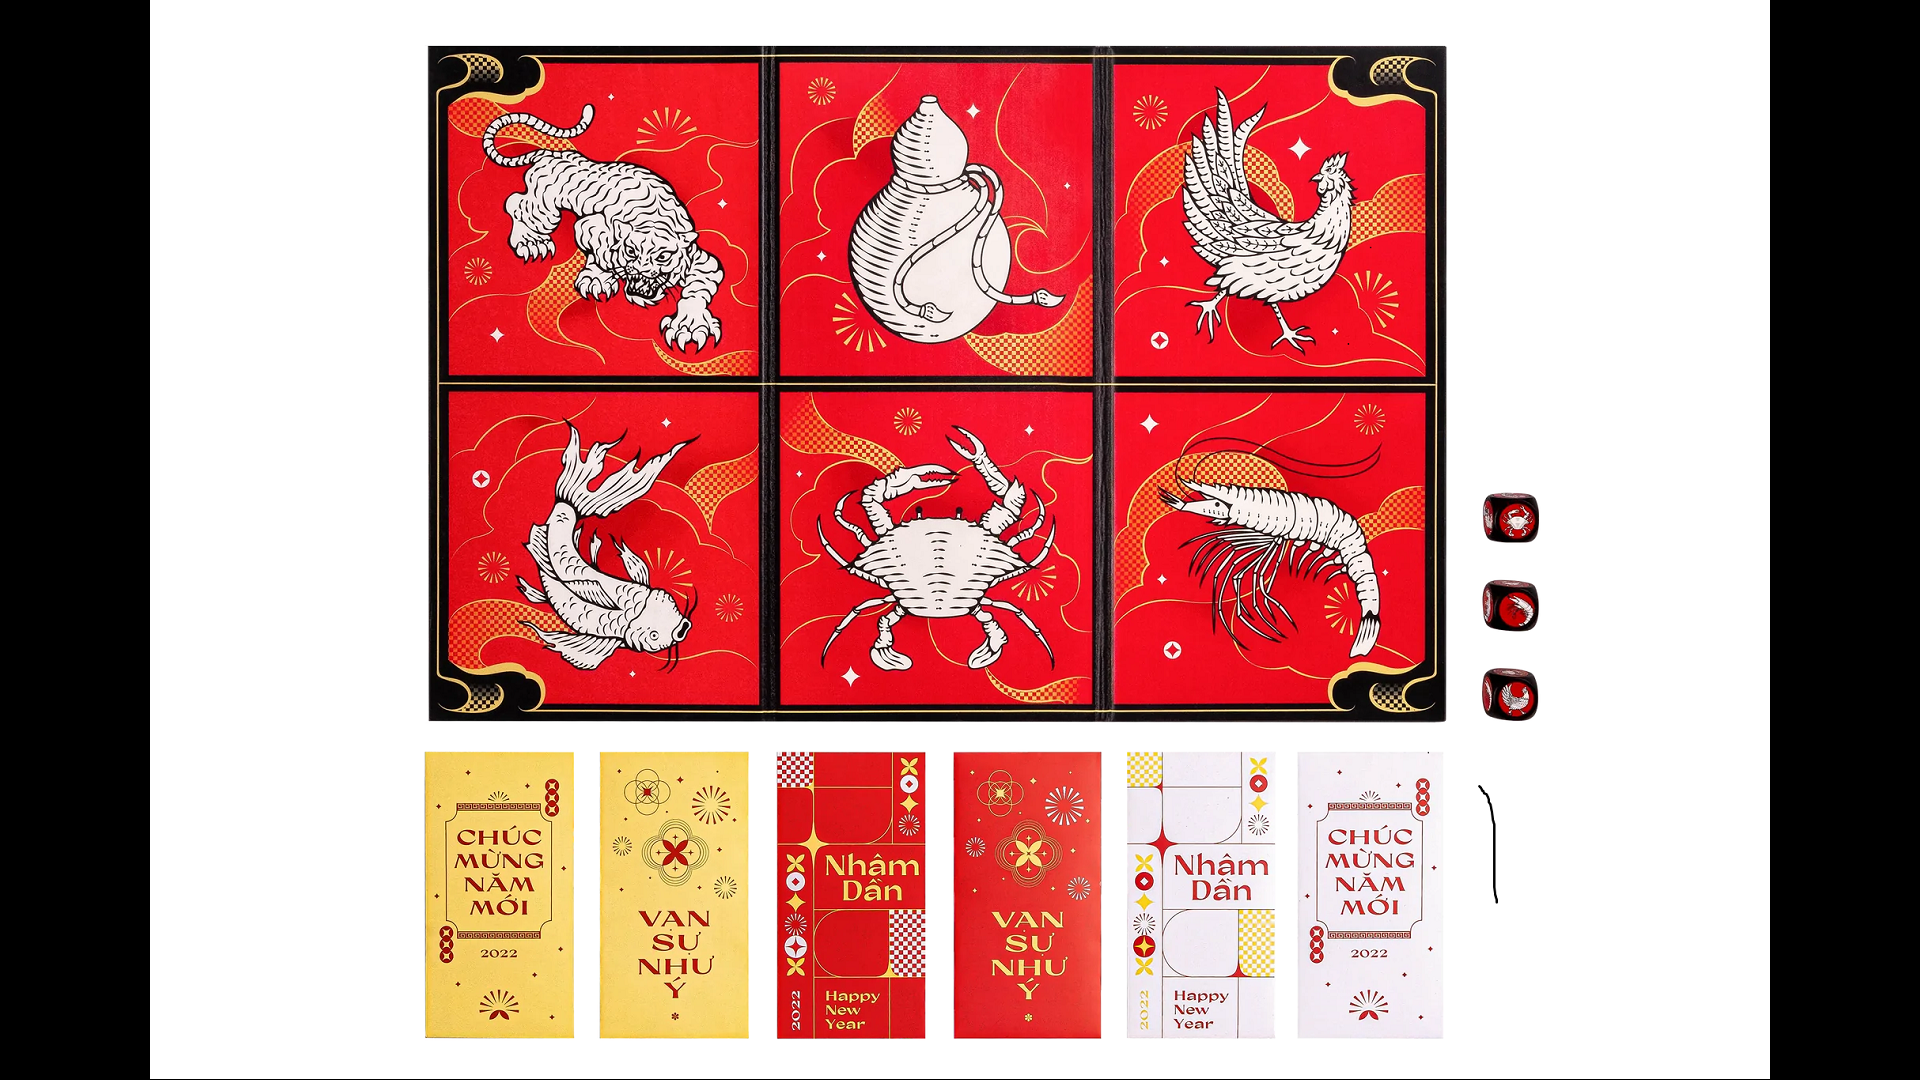 CHÚC
MỪNG
NĂM
MỚI
2022
VẠN
SỰ
NHƯ
Ý
Nhâm
Dần
2022
Happy
New
Year
VẠN
SỰ
NHƯ
Ý
Nhâm
Dần
2022
Happy
New
Year
CHÚC
MỪNG
NĂM
MỚI
2022